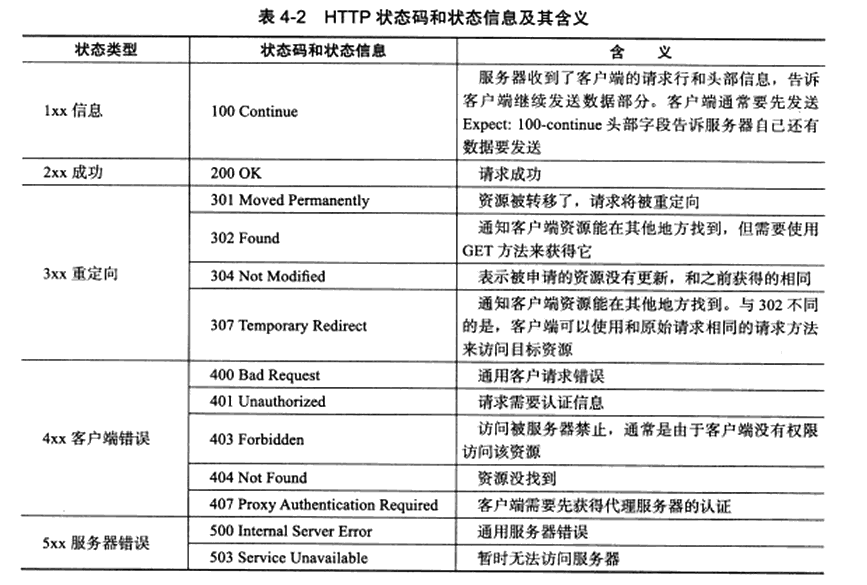 表 4-2 HTTP 状态码和状态信息及其含义
状态类型 状态码和状态信息 含 义
1xx 信息 100 Continue 服务器收到了客户端的请求行和头部信息，告诉
客户端继续发送数据部分。客户端通常要先发送
Expect: 100-continue 头部字段告诉服务器自己还有
数据要发送
2xx 成功 200 OK 请求成功
3xx 重定向 301 Moved Permanently 资源被转移了，请求将被重定向
302 Found 通知客户端资源能在其他地方找到，但需要使用
GET 方法来获得它
304 Not Modified 表示被申请的资源没有更新，和之前获得的相同
307 Temporary Redirect 通知客户端资源能在其他地方找到。与 302 不同
的是，客户端可以使用和原始请求相同的请求方法
来访问目标资源
4xx 客户端错误 400 Bad Request 通用客户请求错误
401 Unauthorized 请求需要认证信息
403 Forbidden 访问被服务器禁止，通常是由于客户端没有权限
访问该资源
404 Not Found 资源没找到
407 Proxy Authentication Required 客户端需要先获得代理服务器的认证
5xx 服务器错误 500 Internal Server Error 通用服务器错误
503 Service Unavailable 暂时无法访问服务器